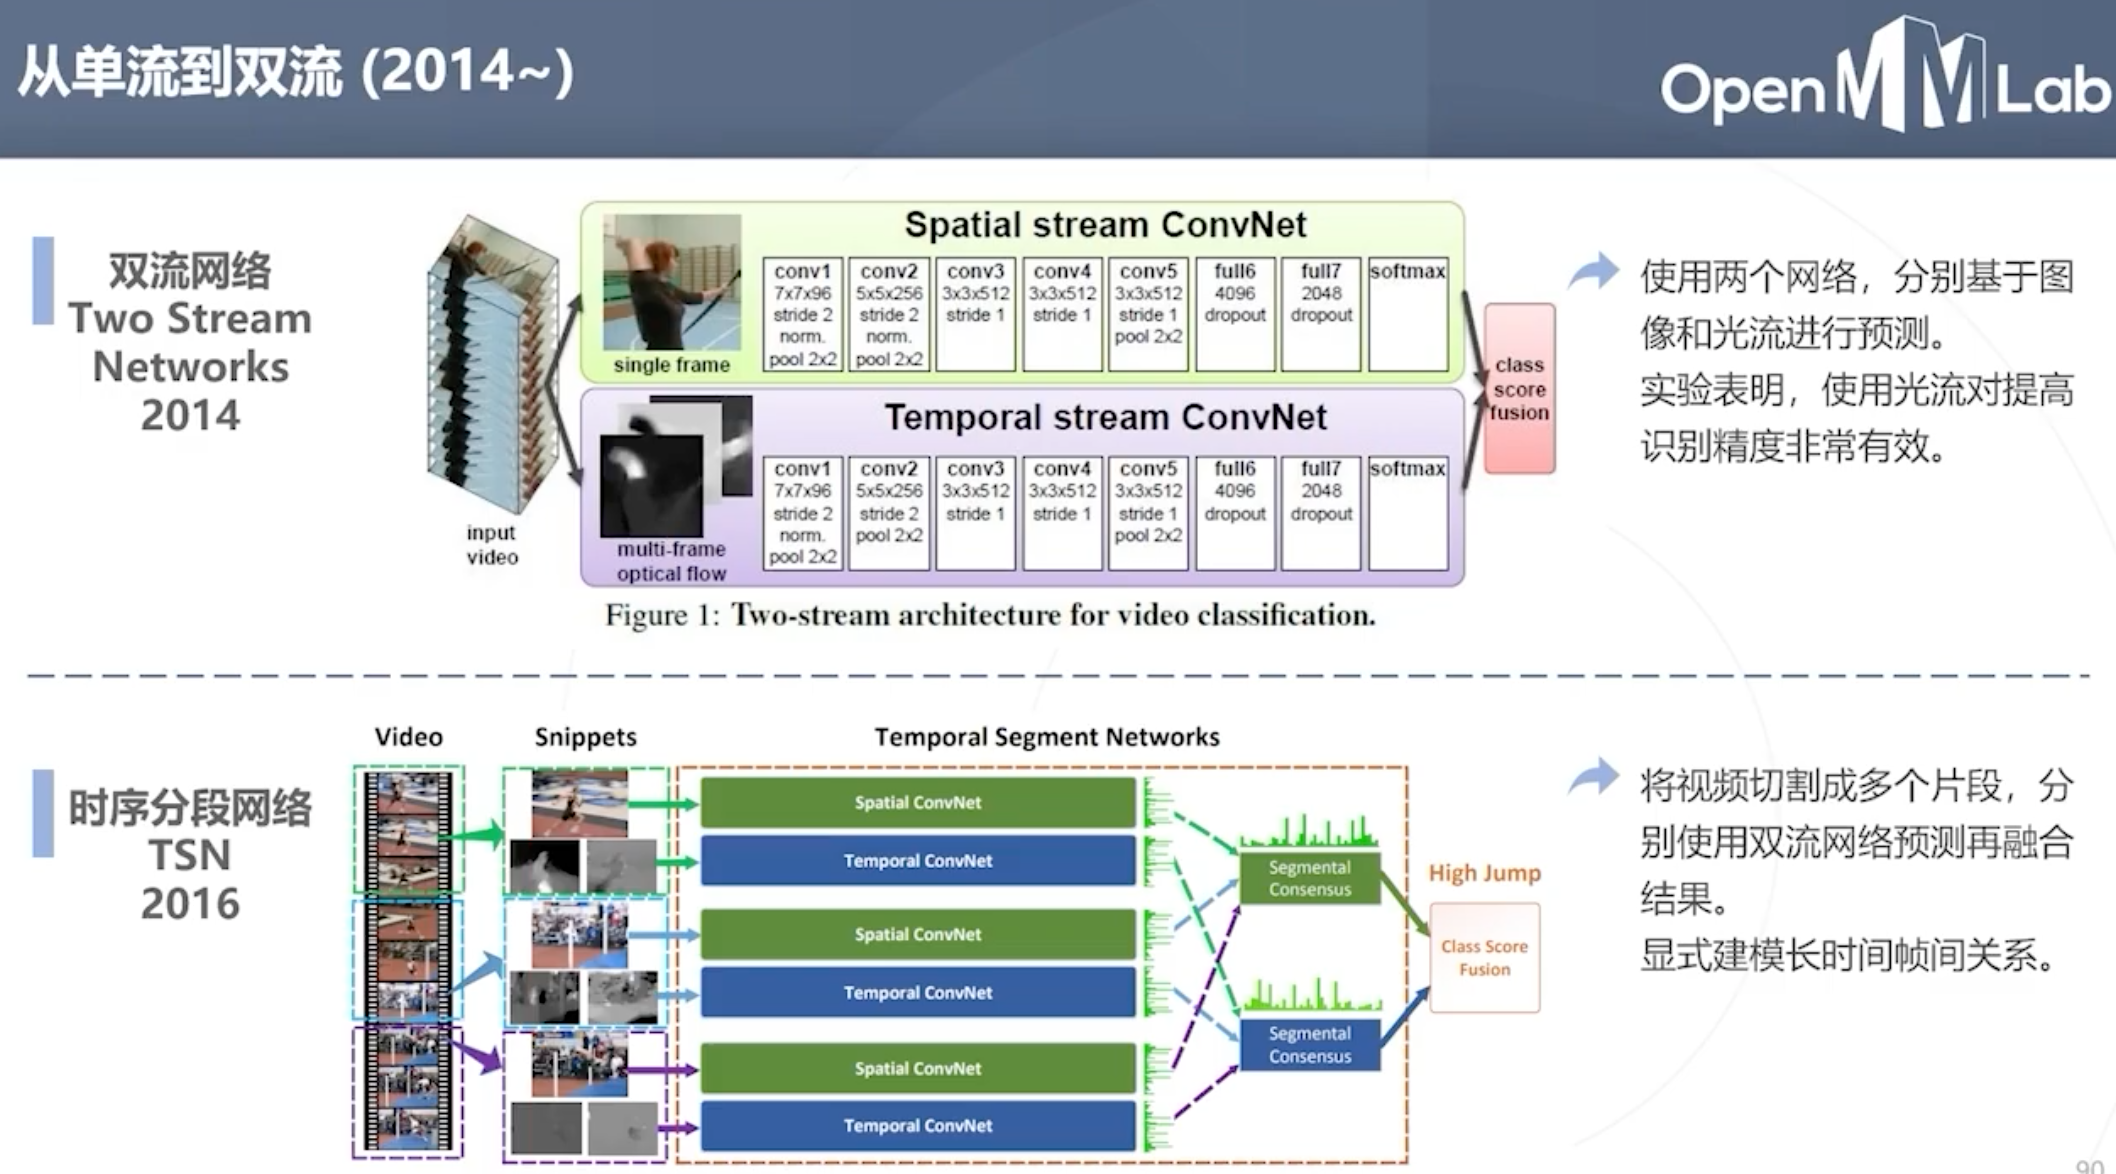 从单流到双流 (2014~)
OpenMMLab
双流网络
Two Stream
Networks
2014
input
video
Spatial stream ConvNet
single frame
conv1
7x7x96
stride 2
norm.
pool 2x2
conv2
5x5x256
stride 2
norm.
pool 2x2
conv3
3x3x512
stride 1
conv4
3x3x512
stride 1
conv5
3x3x512
stride 1
pool 2x2
full6
4096
dropout
full7
2048
dropout
softmax
Temporal stream ConvNet
multi-frame
optical flow
conv1
7x7x96
stride 2
norm.
pool 2x2
conv2
5x5x256
stride 2
pool 2x2
conv3
3x3x512
stride 1
conv4
3x3x512
stride 1
conv5
3x3x512
stride 1
pool 2x2
full6
4096
dropout
full7
2048
dropout
softmax
class
score
fusion
Figure 1: Two-stream architecture for video classification.
使用两个网络，分别基于图
像和光流进行预测。
实验表明，使用光流对提高
识别精度非常有效。
时序分段网络
TSN
2016
Video
Snippets
Temporal Segment Networks
Spatial ConvNet
Temporal ConvNet
Spatial ConvNet
Temporal ConvNet
Spatial ConvNet
Temporal ConvNet
Segmental
Consensus
Segmental
Consensus
High Jump
Class Score
Fusion
将视频切割成多个片段，分
别使用双流网络预测再融合
结果。
显式建模长时间帧间关系。
90